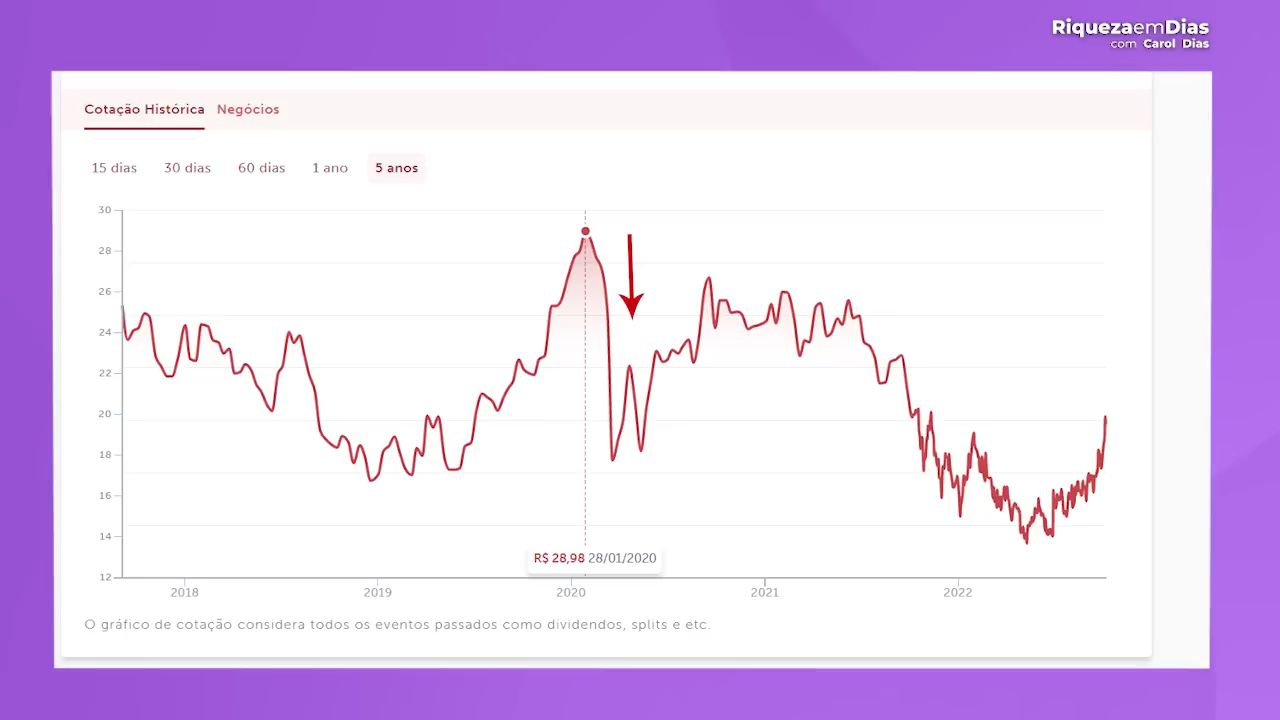 RiquezaemDias
com Carol Dias
Cotação Histórica Negócios
15 dias 30 dias 60 dias 1 ano 5 anos
30
28
26
24
22
20
18
16
14
12
R$ 28,98 28/01/2020
2018 2019 2020 2021 2022
O gráfico de cotação considera todos os eventos passados como dividendos, splits e etc.